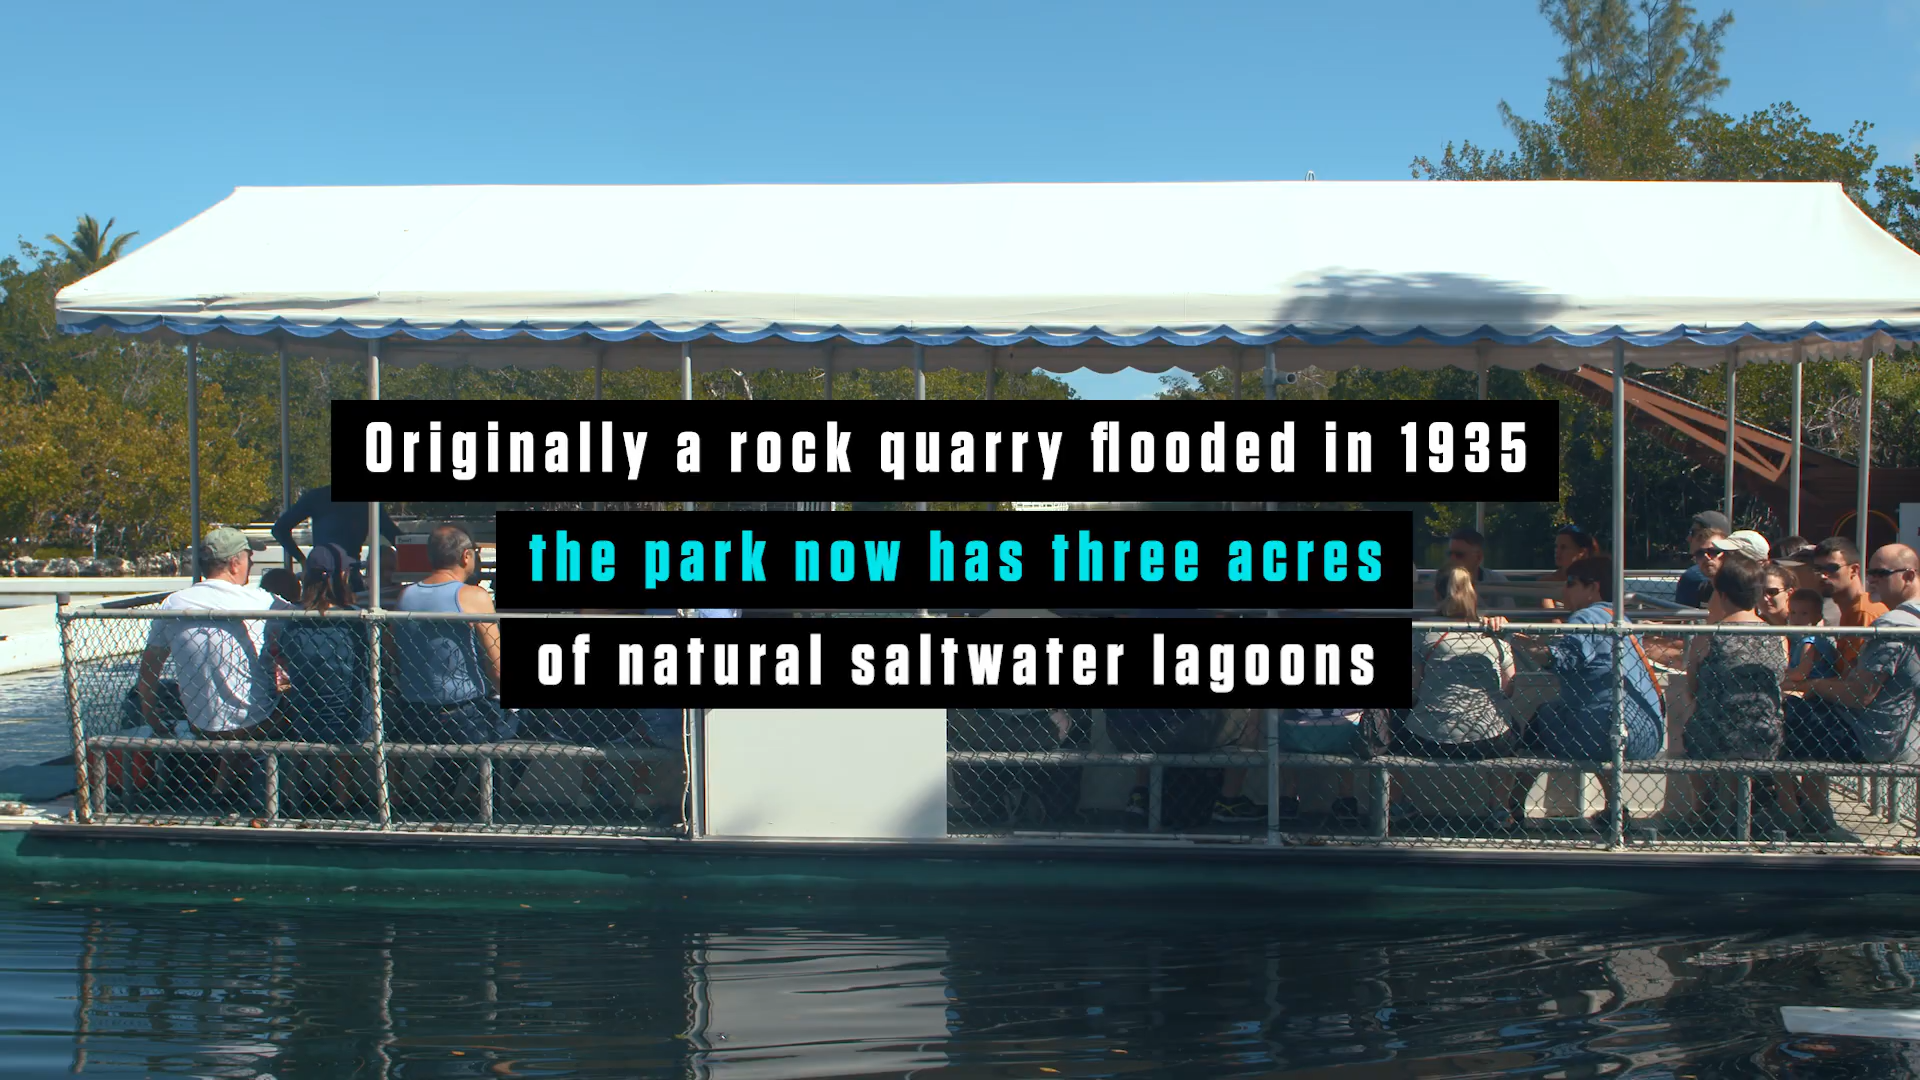 Originally a rock quarry flooded in 1935
the park now has three acres
of natural saltwater lagoons